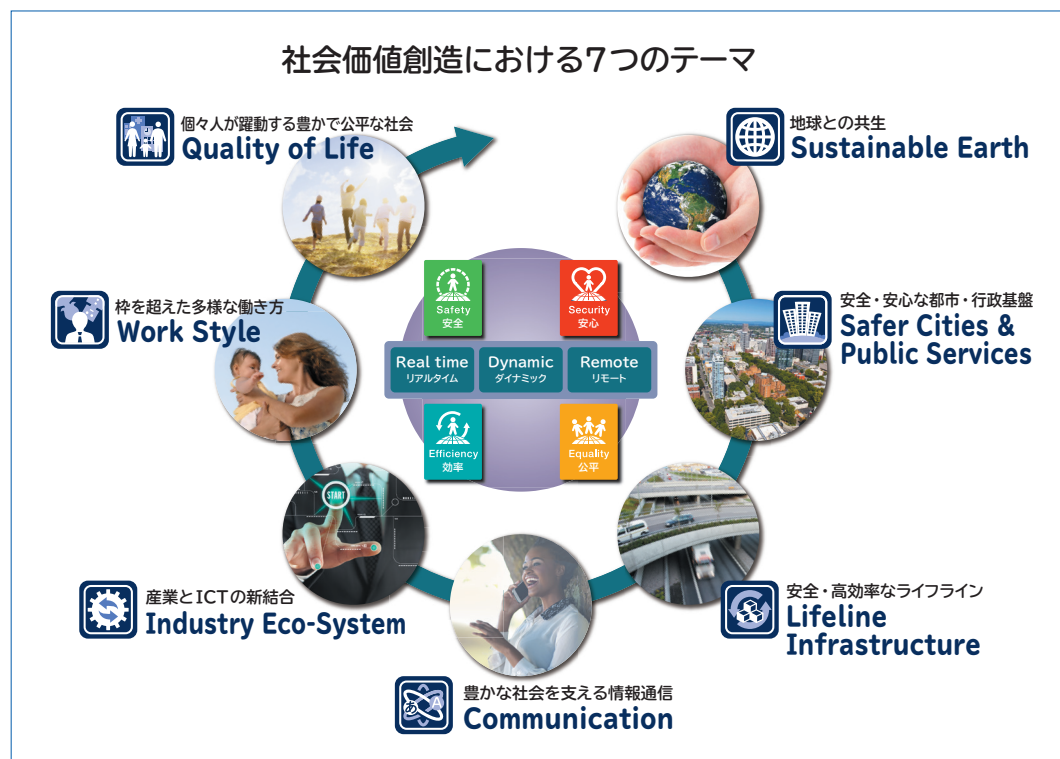 社会価値創造における7つのテーマ
地球との共生
Sustainable Earth
安全・安心な都市・行政基盤
Safer Cities &
Public Services
安全・高効率なライフライン
Lifeline
Infrastructure
豊かな社会を支える情報通信
Communication
あ A
産業とICTの新結合
Industry Eco-System
START
枠を超えた多様な働き方
Work Style
個々人が躍動する豊かで公平な社会
Quality of Life
Safety
安全
Security
安心
Real time
リアルタイム
Dynamic
ダイナミック
Remote
リモート
Efficiency
効率
Equality
公平